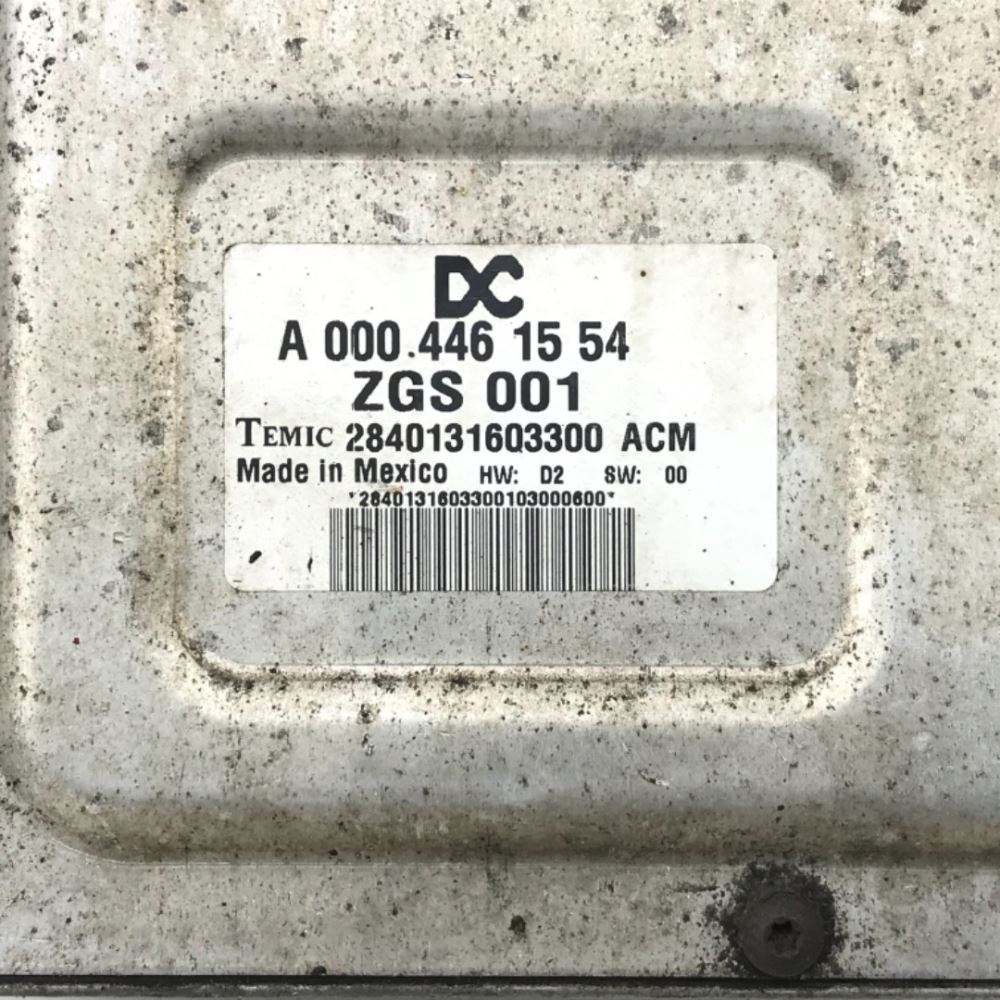 DC
A 000.446 15 54
ZGS 001
TEMIC 2840131603300 ACM
Made in Mexico HW: D2 SW: 00
*2840131603300103000600*